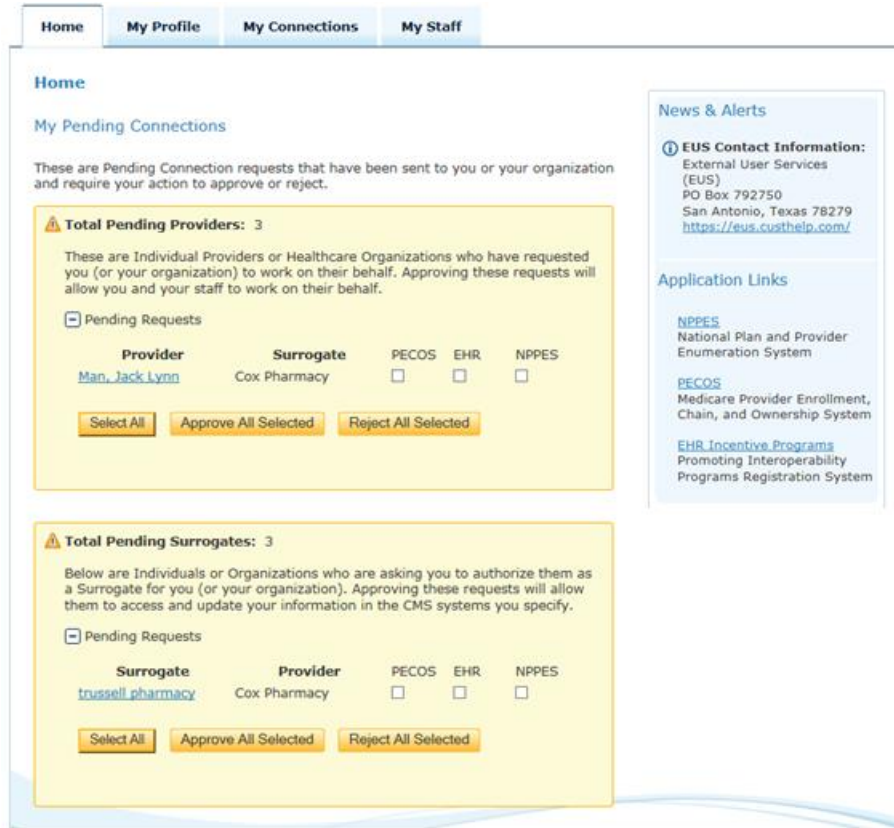 Home My Profile My Connections My Staff
Home
My Pending Connections
These are Pending Connection requests that have been sent to you or your organization
and require your action to approve or reject.
Total Pending Providers: 3
These are Individual Providers or Healthcare Organizations who have requested
you (or your organization) to work on their behalf. Approving these requests will
allow you and your staff to work on their behalf.
Pending Requests
Provider Surrogate PECOS EHR NPPES
Man, Jack Lynn Cox Pharmacy
Select All Approve All Selected Reject All Selected
Total Pending Surrogates: 3
Below are Individuals or Organizations who are asking you to authorize them as
a Surrogate for you (or your organization). Approving these requests will allow
them to access and update your information in the CMS systems you specify.
Pending Requests
Surrogate Provider PECOS EHR NPPES
trussell pharmacy Cox Pharmacy
Select All Approve All Selected Reject All Selected
News & Alerts
EUS Contact Information:
External User Services
(EUS)
PO Box 792750
San Antonio, Texas 78279
https://eus.custhelp.com/
Application Links
NPPES
National Plan and Provider
Enumeration System
PECOS
Medicare Provider Enrollment,
Chain, and Ownership System
EHR Incentive Programs
Promoting Interoperability
Programs Registration System